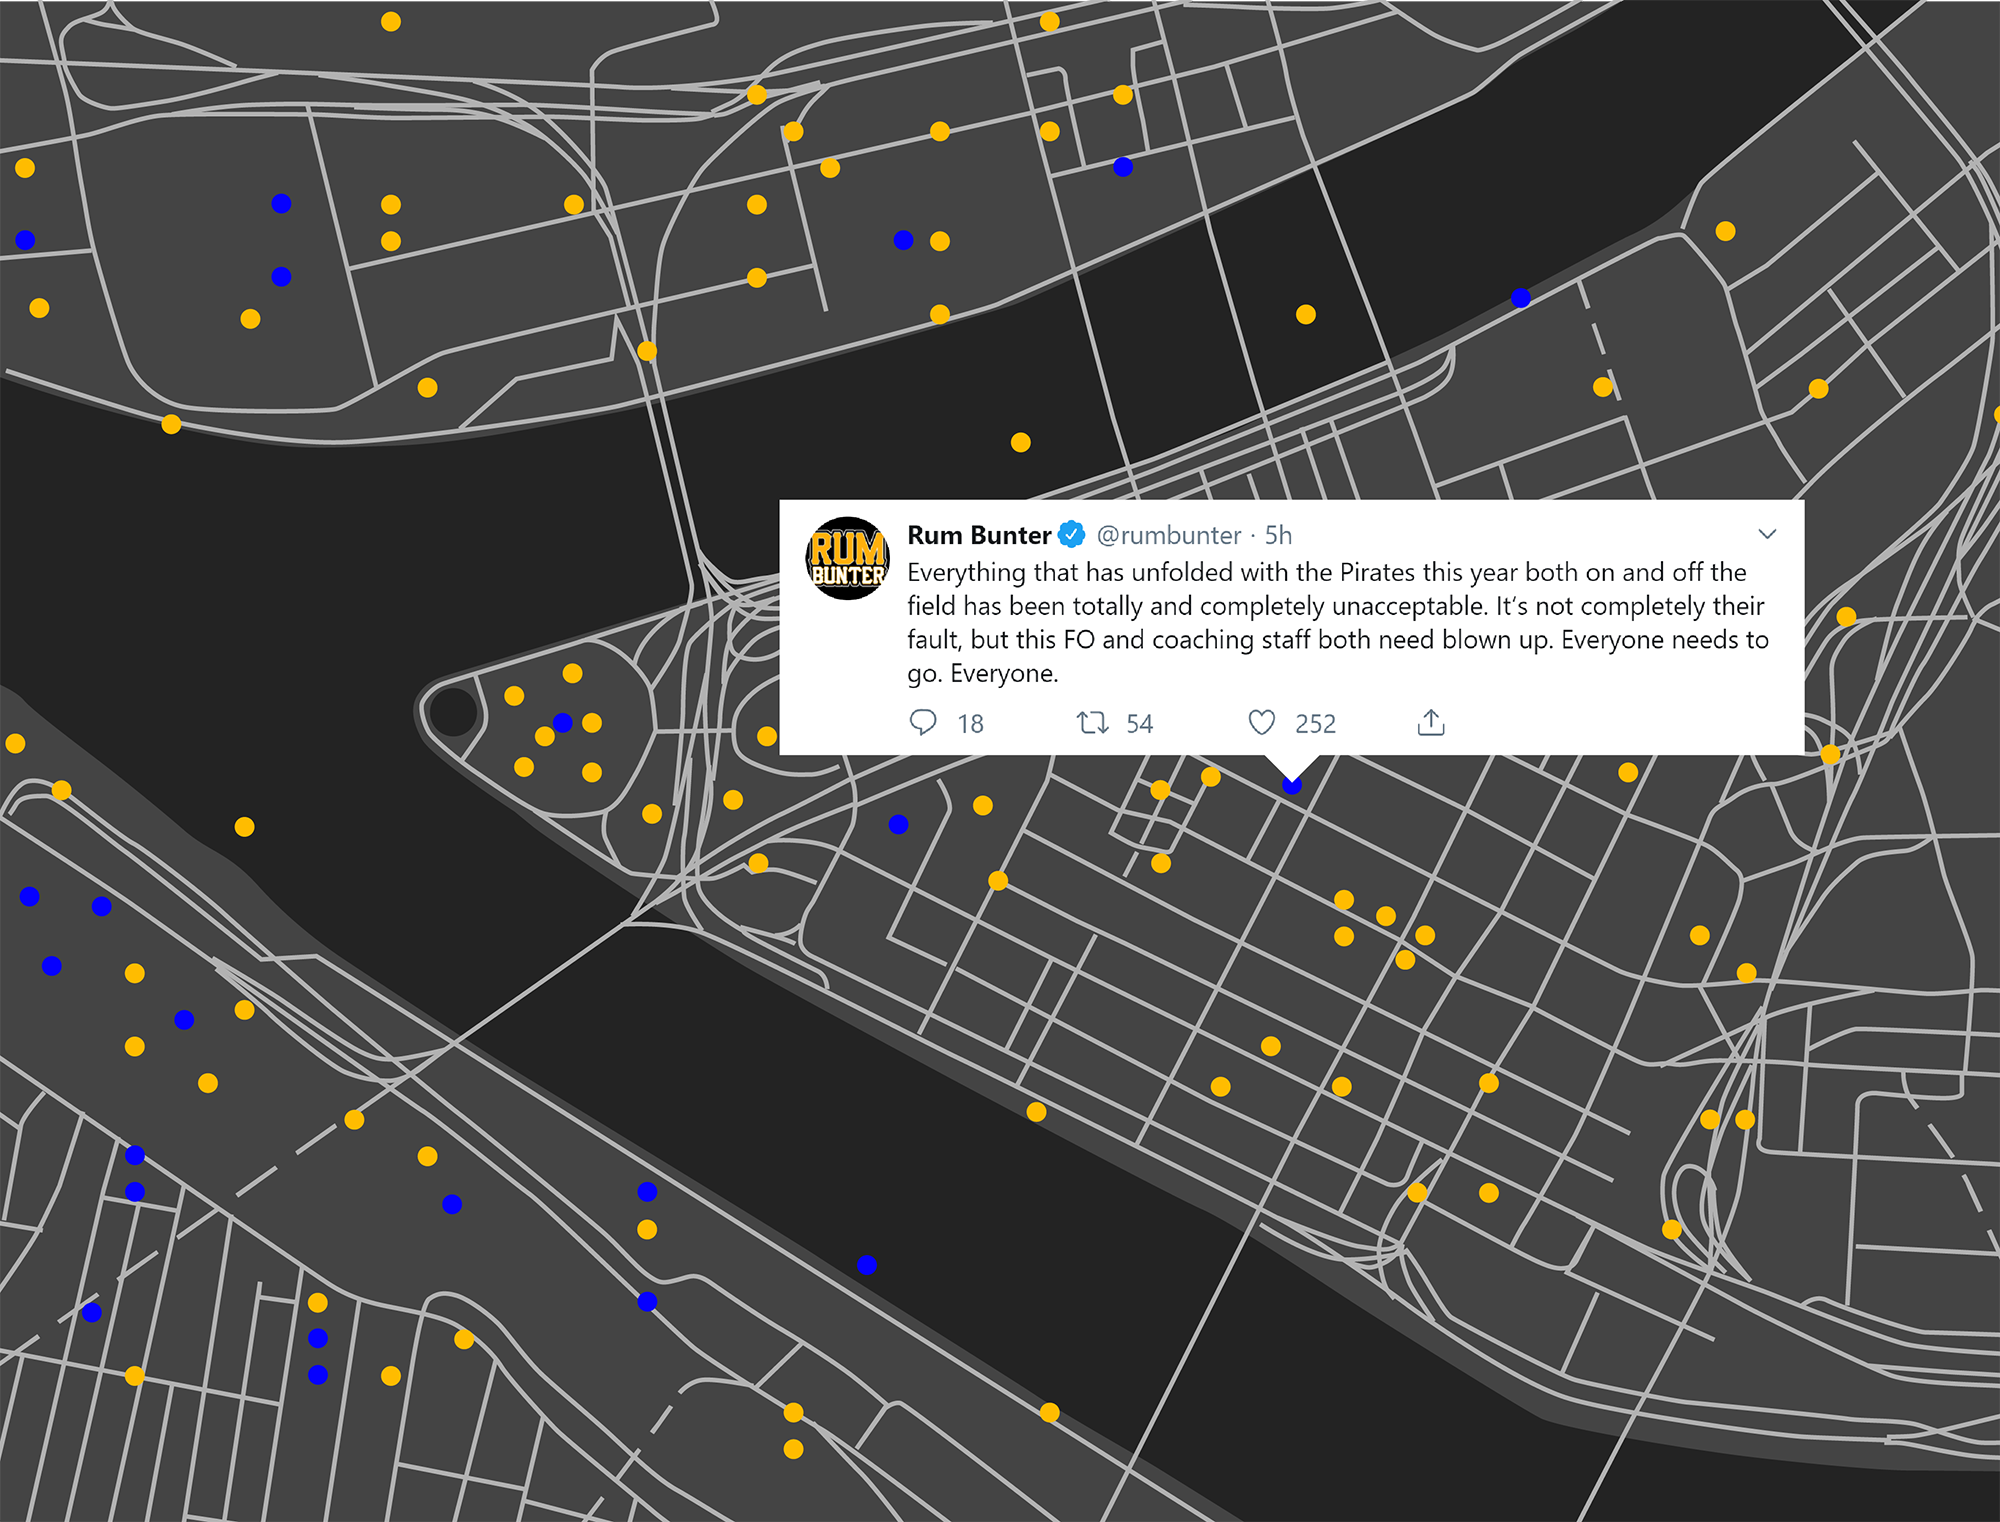 RUM
BUNTER
Rum Bunter @rumbunter · 5h
Everything that has unfolded with the Pirates this year both on and off the
field has been totally and completely unacceptable. It's not completely their
fault, but this FO and coaching staff both need blown up. Everyone needs to
go. Everyone.
18 54 252